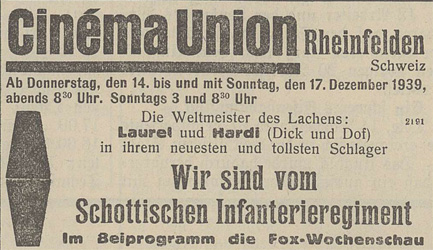 Cinéma Union Rheinfelden
Schweiz
Ab Donnerstag, den 14. bis und mit Sonntag, den 17. Dezember 1939,
abends 8³⁰ Uhr. Sonntags 3 und 8³⁰ Uhr
Die Weltmeister des Lachens: 2191
Laurel uud Hardi (Dick und Dof)
in ihrem neuesten und tollsten Schlager
Wir sind vom
Schottischen Infanterieregiment
Im Beiprogramm die Fox-Wochenschau